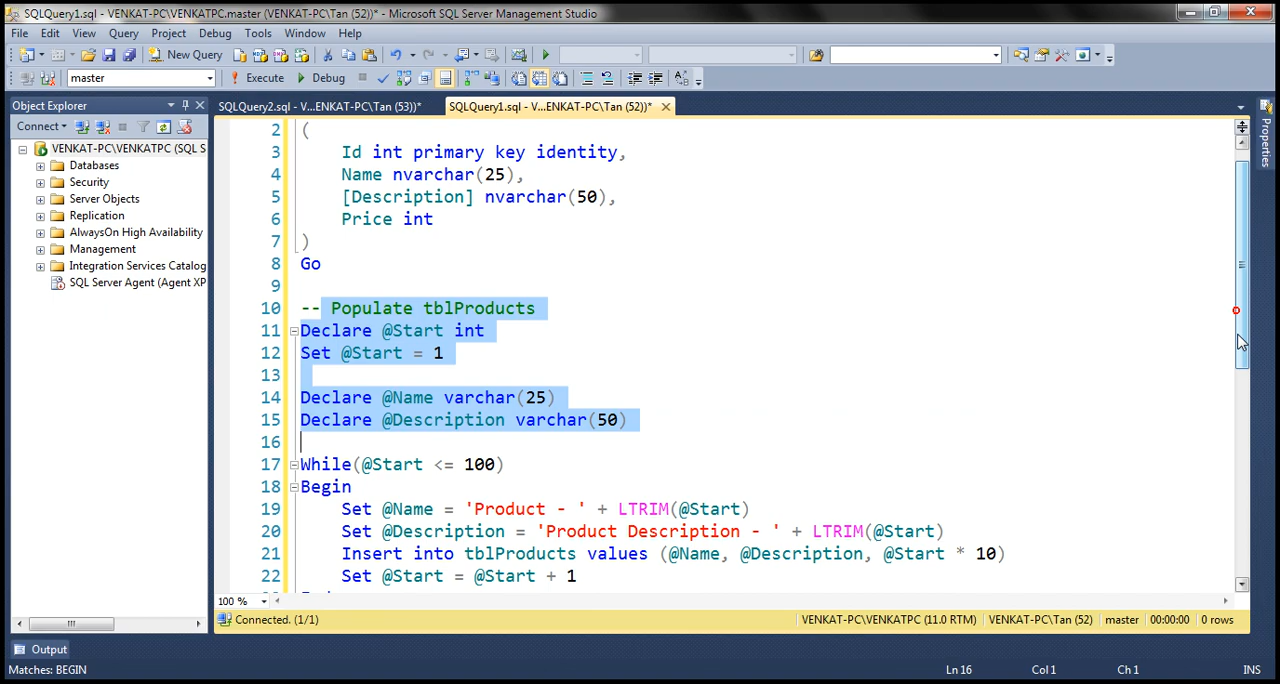 SQLQuery1.sql - VENKAT-PC\VENKATPC.master (VENKAT-PC\Tan (52))* - Microsoft SQL Server Management Studio
File Edit View Query Project Debug Tools Window Help
New Query
master Execute Debug
Object Explorer
SQLQuery2.sql - V...ENKAT-PC\Tan (53))* SQLQuery1.sql - V...ENKAT-PC\Tan (52))*
Connect
VENKAT-PC\VENKATPC (SQL S
Databases
Security
Server Objects
Replication
AlwaysOn High Availability
Management
Integration Services Catalog
SQL Server Agent (Agent XP
2 (
3 Id int primary key identity,
4 Name nvarchar(25),
5 [Description] nvarchar(50),
6 Price int
7 )
8 Go
9
10 -- Populate tblProducts
11 Declare @Start int
12 Set @Start = 1
13
14 Declare @Name varchar(25)
15 Declare @Description varchar(50)
16
17 While(@Start <= 100)
18 Begin
19 Set @Name = 'Product - ' + LTRIM(@Start)
20 Set @Description = 'Product Description - ' + LTRIM(@Start)
21 Insert into tblProducts values (@Name, @Description, @Start * 10)
22 Set @Start = @Start + 1
Properties
100 %
Connected. (1/1) VENKAT-PC\VENKATPC (11.0 RTM) VENKAT-PC\Tan (52) master 00:00:00 0 rows
Output
Matches: BEGIN Ln 16 Col 1 Ch 1 INS